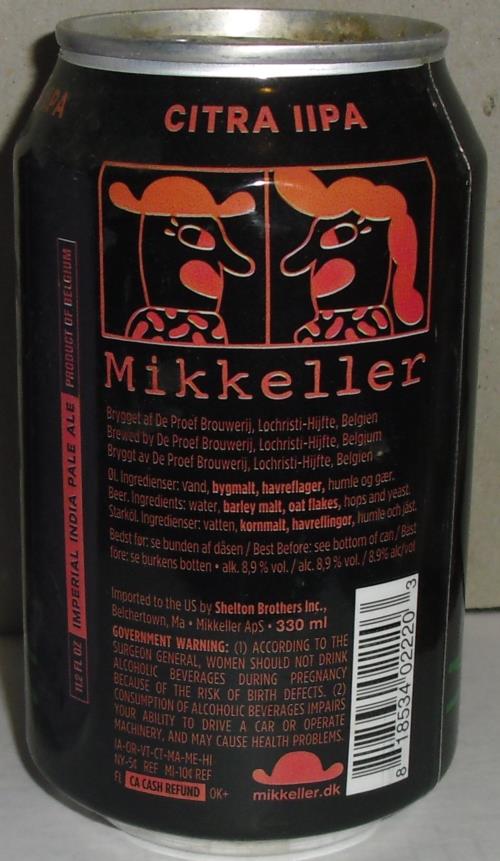 IPA
CITRA IIPA
Mikkeller
Brygget af De Proef Brouwerij, Lochristi-Hijfte, Belgien
Brewed by De Proef Brouwerij, Lochristi-Hijfte, Belgium
Bryggt av De Proef Brouwerij, Lochristi-Hijfte, Belgien
Øl. Ingredienser: vand, bygmalt, havreflager, humle og gær.
Beer. Ingredients: water, barley malt, oat flakes, hops and yeast.
Starköl. Ingredienser: vatten, kornmalt, havreflingor, humle och jäst.
Bedst før: se bunden af dåsen / Best Before: see bottom of can / Bäst
före: se burkens botten • alk. 8,9 % vol. / alc. 8,9 % vol. / 8.9% alc/vol
Imported to the US by Shelton Brothers Inc.,
Belchertown, Ma • Mikkeller ApS • 330 ml
GOVERNMENT WARNING: (1) ACCORDING TO THE
SURGEON GENERAL, WOMEN SHOULD NOT DRINK
ALCOHOLIC BEVERAGES DURING PREGNANCY
BECAUSE OF THE RISK OF BIRTH DEFECTS. (2)
CONSUMPTION OF ALCOHOLIC BEVERAGES IMPAIRS
YOUR ABILITY TO DRIVE A CAR OR OPERATE
MACHINERY, AND MAY CAUSE HEALTH PROBLEMS.
IA-OR-VT-CT-MA-ME-HI
NY-5¢ REF MI-10¢ REF
FL CA CASH REFUND OK+
mikkeller.dk
8 18534 02220 3
11.2 FL OZ IMPERIAL INDIA PALE ALE PRODUCT OF BELGIUM